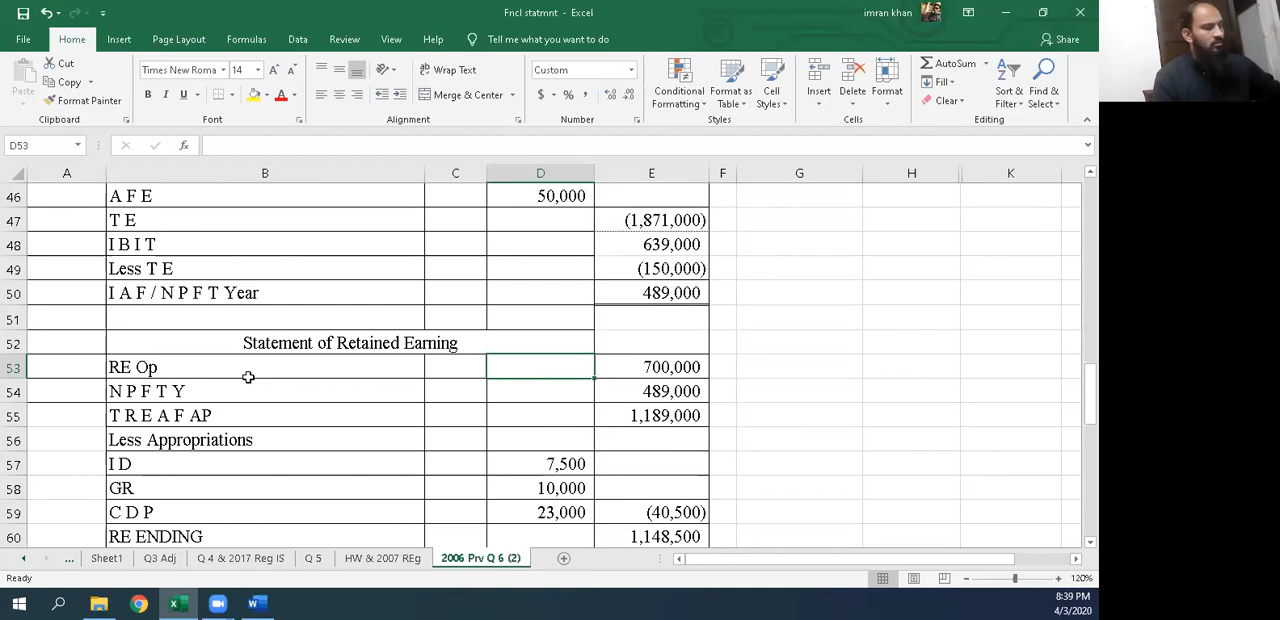 Fncl statmnt - Excel
imran khan
File Home Insert Page Layout Formulas Data Review View Help Tell me what you want to do Share
Paste Cut Copy Format Painter
Clipboard
Times New Roma 14
B I U
Font
Wrap Text
Merge & Center
Alignment
Custom
$ % ,
Number
Conditional Formatting Format as Table Cell Styles
Styles
Insert Delete Format
Cells
AutoSum
Fill
Clear
Sort & Filter Find & Select
Editing
D53 fx
A B C D E F G H K
46 A F E 50,000
47 T E (1,871,000)
48 I B I T 639,000
49 Less T E (150,000)
50 I A F / N P F T Year 489,000
51
52 Statement of Retained Earning
53 RE Op 700,000
54 N P F T Y 489,000
55 T R E A F AP 1,189,000
56 Less Appropriations
57 I D 7,500
58 GR 10,000
59 C D P 23,000 (40,500)
60 RE ENDING 1,148,500
... Sheet1 Q3 Adj Q 4 & 2017 Reg IS Q 5 HW & 2007 REg 2006 Prv Q 6 (2)
Ready 120%
8:39 PM
4/3/2020